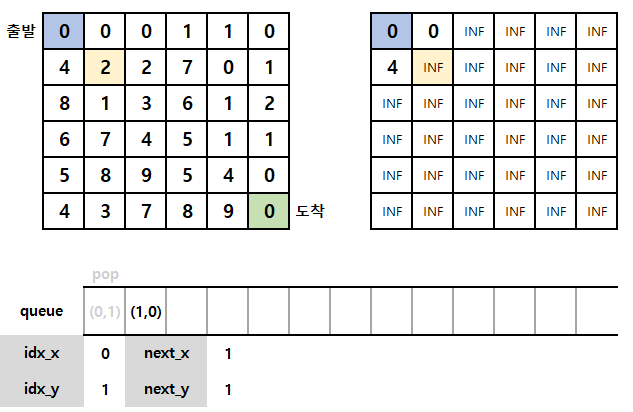 출발 0 0 0 1 1 0 0 0 INF INF INF INF
4 2 2 7 0 1 4 INF INF INF INF INF
8 1 3 6 1 2 INF INF INF INF INF INF
6 7 4 5 1 1 INF INF INF INF INF INF
5 8 9 5 4 0 INF INF INF INF INF INF
4 3 7 8 9 0 도착 INF INF INF INF INF INF
pop
queue (0,1) (1,0)
idx_x 0 next_x 1
idx_y 1 next_y 1